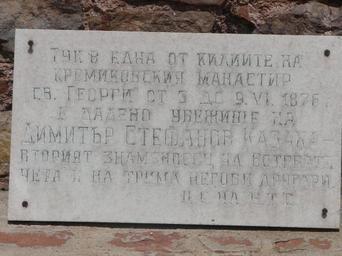 ТУК В ЕДНА ОТ КИЛИИТЕ НА
КРЕМИКОВСКИЯ МАНАСТИР
СВ. ГЕОРГИ ОТ 3 ДО 9.VI. 1876
Е ДАДЕНО УБЕЖИЩЕ НА
ДИМИТЪР СТЕФАНОВ КАЗАКА-
ВТОРИЯТ ЗНАМЕНОСЕЦ НА БОТЕВАТА
ЧЕТА И НА ТРИМА НЕГОВИ ДРУГАРИ